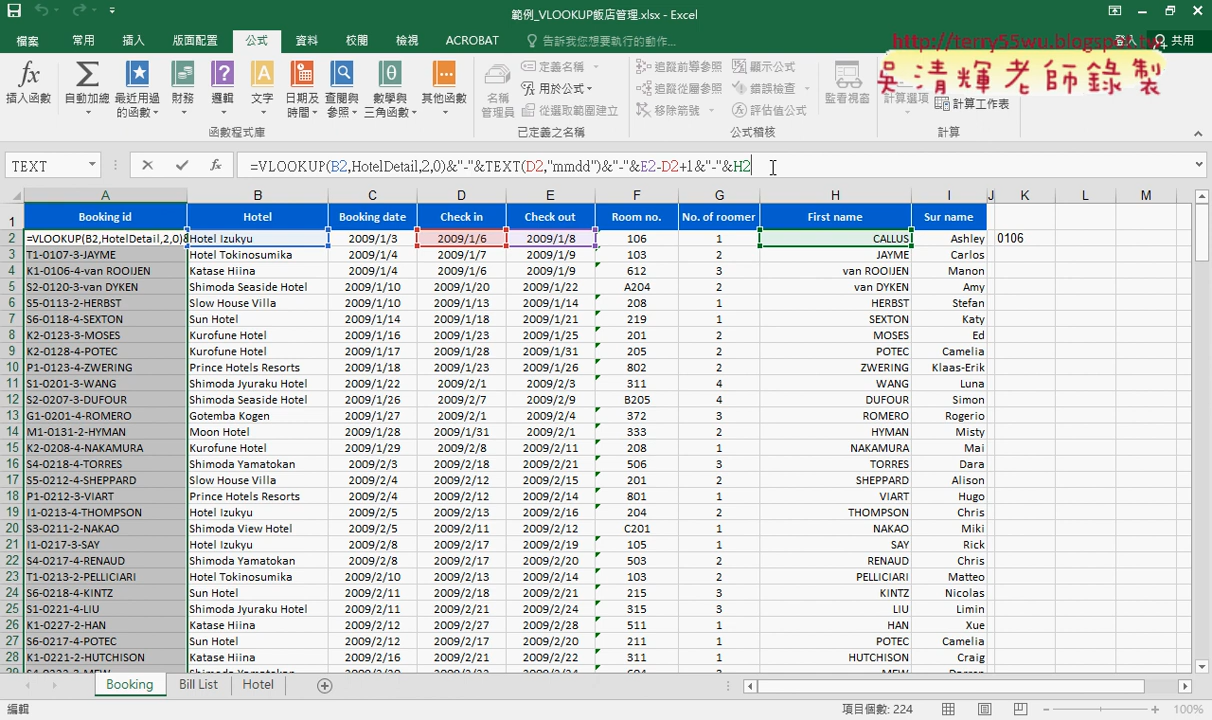 範例_VLOOKUP飯店管理.xlsx - Excel
檔案 常用 插入 版面配置 公式 資料 校閱 檢視 ACROBAT 告訴我您想要執行的動作... 登入 共用
http://terry55wu.blogspot.tw
吳清輝老師錄製
插入函數 自動加總 最近用過的函數 財務 邏輯 文字 日期及時間 查閱與參照 數學與三角函數 其他函數
函數程式庫
名稱管理員 定義名稱 用於公式 從選取範圍建立
已定義之名稱
追蹤前導參照 追蹤從屬參照 移除箭號 顯示公式 錯誤檢查 評估值公式 監看視窗
公式稽核
計算選項 計算工作表
計算
TEXT =VLOOKUP(B2,HotelDetail,2,0)&"-"&TEXT(D2,"mmdd")&"-"&E2-D2+1&"-"&H2
A B C D E F G H I J K L M
1 Booking id Hotel Booking date Check in Check out Room no. No. of roomer First name Sur name
2 =VLOOKUP(B2,HotelDetail,2,0)& Hotel Izukyu 2009/1/3 2009/1/6 2009/1/8 106 1 CALLUS Ashley 0106
3 T1-0107-3-JAYME Hotel Tokinosumika 2009/1/4 2009/1/7 2009/1/9 103 2 JAYME Carlos
4 K1-0106-4-van ROOIJEN Katase Hiina 2009/1/4 2009/1/6 2009/1/9 612 3 van ROOIJEN Manon
5 S2-0120-3-van DYKEN Shimoda Seaside Hotel 2009/1/10 2009/1/20 2009/1/22 A204 2 van DYKEN Amy
6 S5-0113-2-HERBST Slow House Villa 2009/1/10 2009/1/13 2009/1/14 208 1 HERBST Stefan
7 S6-0118-4-SEXTON Sun Hotel 2009/1/14 2009/1/18 2009/1/21 219 1 SEXTON Katy
8 K2-0123-3-MOSES Kurofune Hotel 2009/1/16 2009/1/23 2009/1/25 201 2 MOSES Ed
9 K2-0128-4-POTEC Kurofune Hotel 2009/1/17 2009/1/28 2009/1/31 205 2 POTEC Camelia
10 P1-0123-4-ZWERING Prince Hotels Resorts 2009/1/18 2009/1/23 2009/1/26 802 2 ZWERING Klaas-Erik
11 S1-0201-3-WANG Shimoda Jyuraku Hotel 2009/1/22 2009/2/1 2009/2/3 311 4 WANG Luna
12 S2-0207-3-DUFOUR Shimoda Seaside Hotel 2009/1/26 2009/2/7 2009/2/9 B205 4 DUFOUR Simon
13 G1-0201-4-ROMERO Gotemba Kogen 2009/1/27 2009/2/1 2009/2/4 372 3 ROMERO Rogerio
14 M1-0131-2-HYMAN Moon Hotel 2009/1/28 2009/1/31 2009/2/1 333 2 HYMAN Misty
15 K2-0208-4-NAKAMURA Kurofune Hotel 2009/1/29 2009/2/8 2009/2/11 208 1 NAKAMURA Mai
16 S4-0218-4-TORRES Shimoda Yamatokan 2009/2/3 2009/2/18 2009/2/21 506 3 TORRES Dara
17 S5-0212-4-SHEPPARD Slow House Villa 2009/2/4 2009/2/12 2009/2/15 201 2 SHEPPARD Alison
18 P1-0212-3-VIART Prince Hotels Resorts 2009/2/4 2009/2/12 2009/2/14 801 1 VIART Hugo
19 I1-0213-4-THOMPSON Hotel Izukyu 2009/2/5 2009/2/13 2009/2/16 204 2 THOMPSON Chris
20 S3-0211-2-NAKAO Shimoda View Hotel 2009/2/5 2009/2/11 2009/2/12 C201 1 NAKAO Miki
21 I1-0217-3-SAY Hotel Izukyu 2009/2/8 2009/2/17 2009/2/19 105 1 SAY Rick
22 S4-0217-4-RENAUD Shimoda Yamatokan 2009/2/8 2009/2/17 2009/2/20 503 2 RENAUD Chris
23 T1-0213-2-PELLICIARI Hotel Tokinosumika 2009/2/10 2009/2/13 2009/2/14 103 2 PELLICIARI Matteo
24 S6-0218-4-KINTZ Sun Hotel 2009/2/11 2009/2/18 2009/2/21 215 3 KINTZ Nicolas
25 S1-0221-4-LIU Shimoda Jyuraku Hotel 2009/2/11 2009/2/21 2009/2/24 315 3 LIU Limin
26 K1-0227-2-HAN Katase Hiina 2009/2/12 2009/2/27 2009/2/28 511 1 HAN Xue
27 S6-0217-4-POTEC Sun Hotel 2009/2/12 2009/2/17 2009/2/20 211 1 POTEC Camelia
28 K1-0221-2-HUTCHISON Katase Hiina 2009/2/16 2009/2/21 2009/2/22 311 1 HUTCHISON Craig
Booking Bill List Hotel
編輯 項目個數: 224 100%